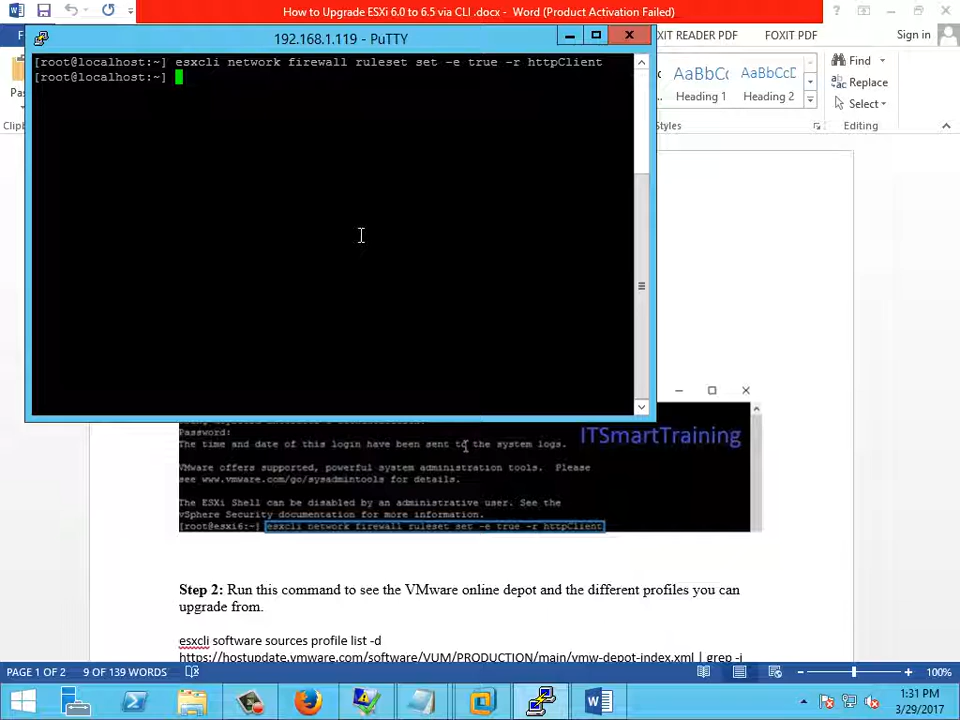 How to Upgrade ESXi 6.0 to 6.5 via CLI .docx - Word (Product Activation Failed)
192.168.1.119 - PuTTY
EXIT READER PDF
FOXIT PDF
Sign in
[root@localhost:~] esxcli network firewall ruleset set -e true -r httpClient
[root@localhost:~]
AaBbC(
AaBbCcD
Heading 1
Heading 2
Find
Replace
Select
Styles
Editing
Password:
The time and date of this login have been sent to the system logs.
ITSmartTraining
VMware offers supported, powerful system administration tools. Please
see www.vmware.com/go/sysadmintools for details.
The ESXi Shell can be disabled by an administrative user. See the
vSphere Security documentation for more information.
[root@esxi6:~] esxcli network firewall ruleset set -e true -r httpClient
Step 2: Run this command to see the VMware online depot and the different profiles you can
upgrade from.
esxcli software sources profile list -d
https://hostupdate.vmware.com/software/VUM/PRODUCTION/main/vmw-depot-index.xml | grep -i
PAGE 1 OF 2
9 OF 139 WORDS
100%
1:31 PM
3/29/2017